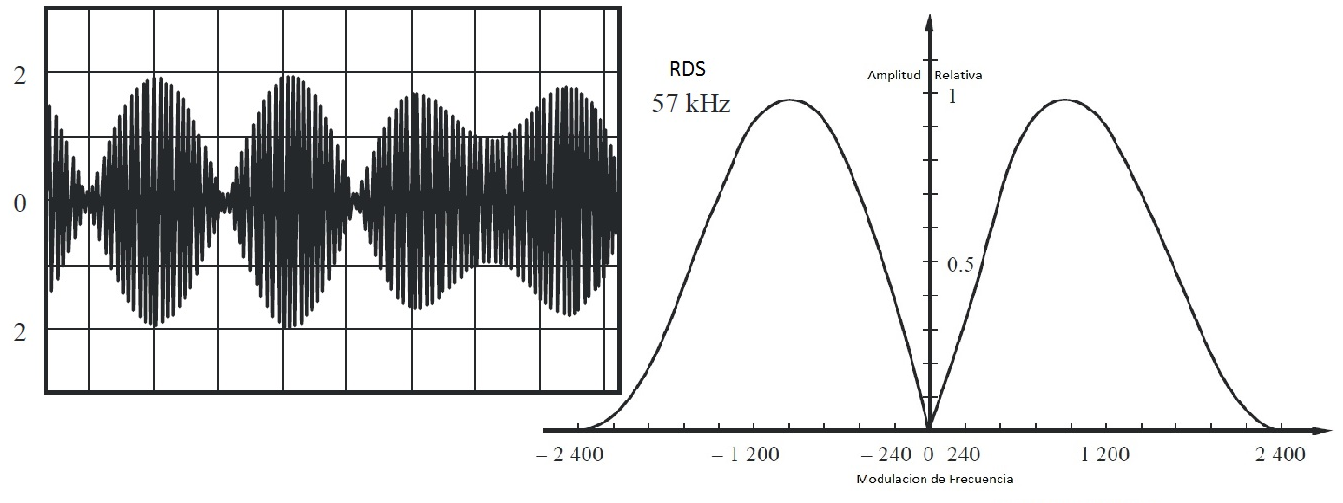 2
0
2
RDS
57 kHz
Amplitud Relativa
1
0.5
– 2 400 – 1 200 – 240 0 240 1 200 2 400
Modulacion de Frecuencia